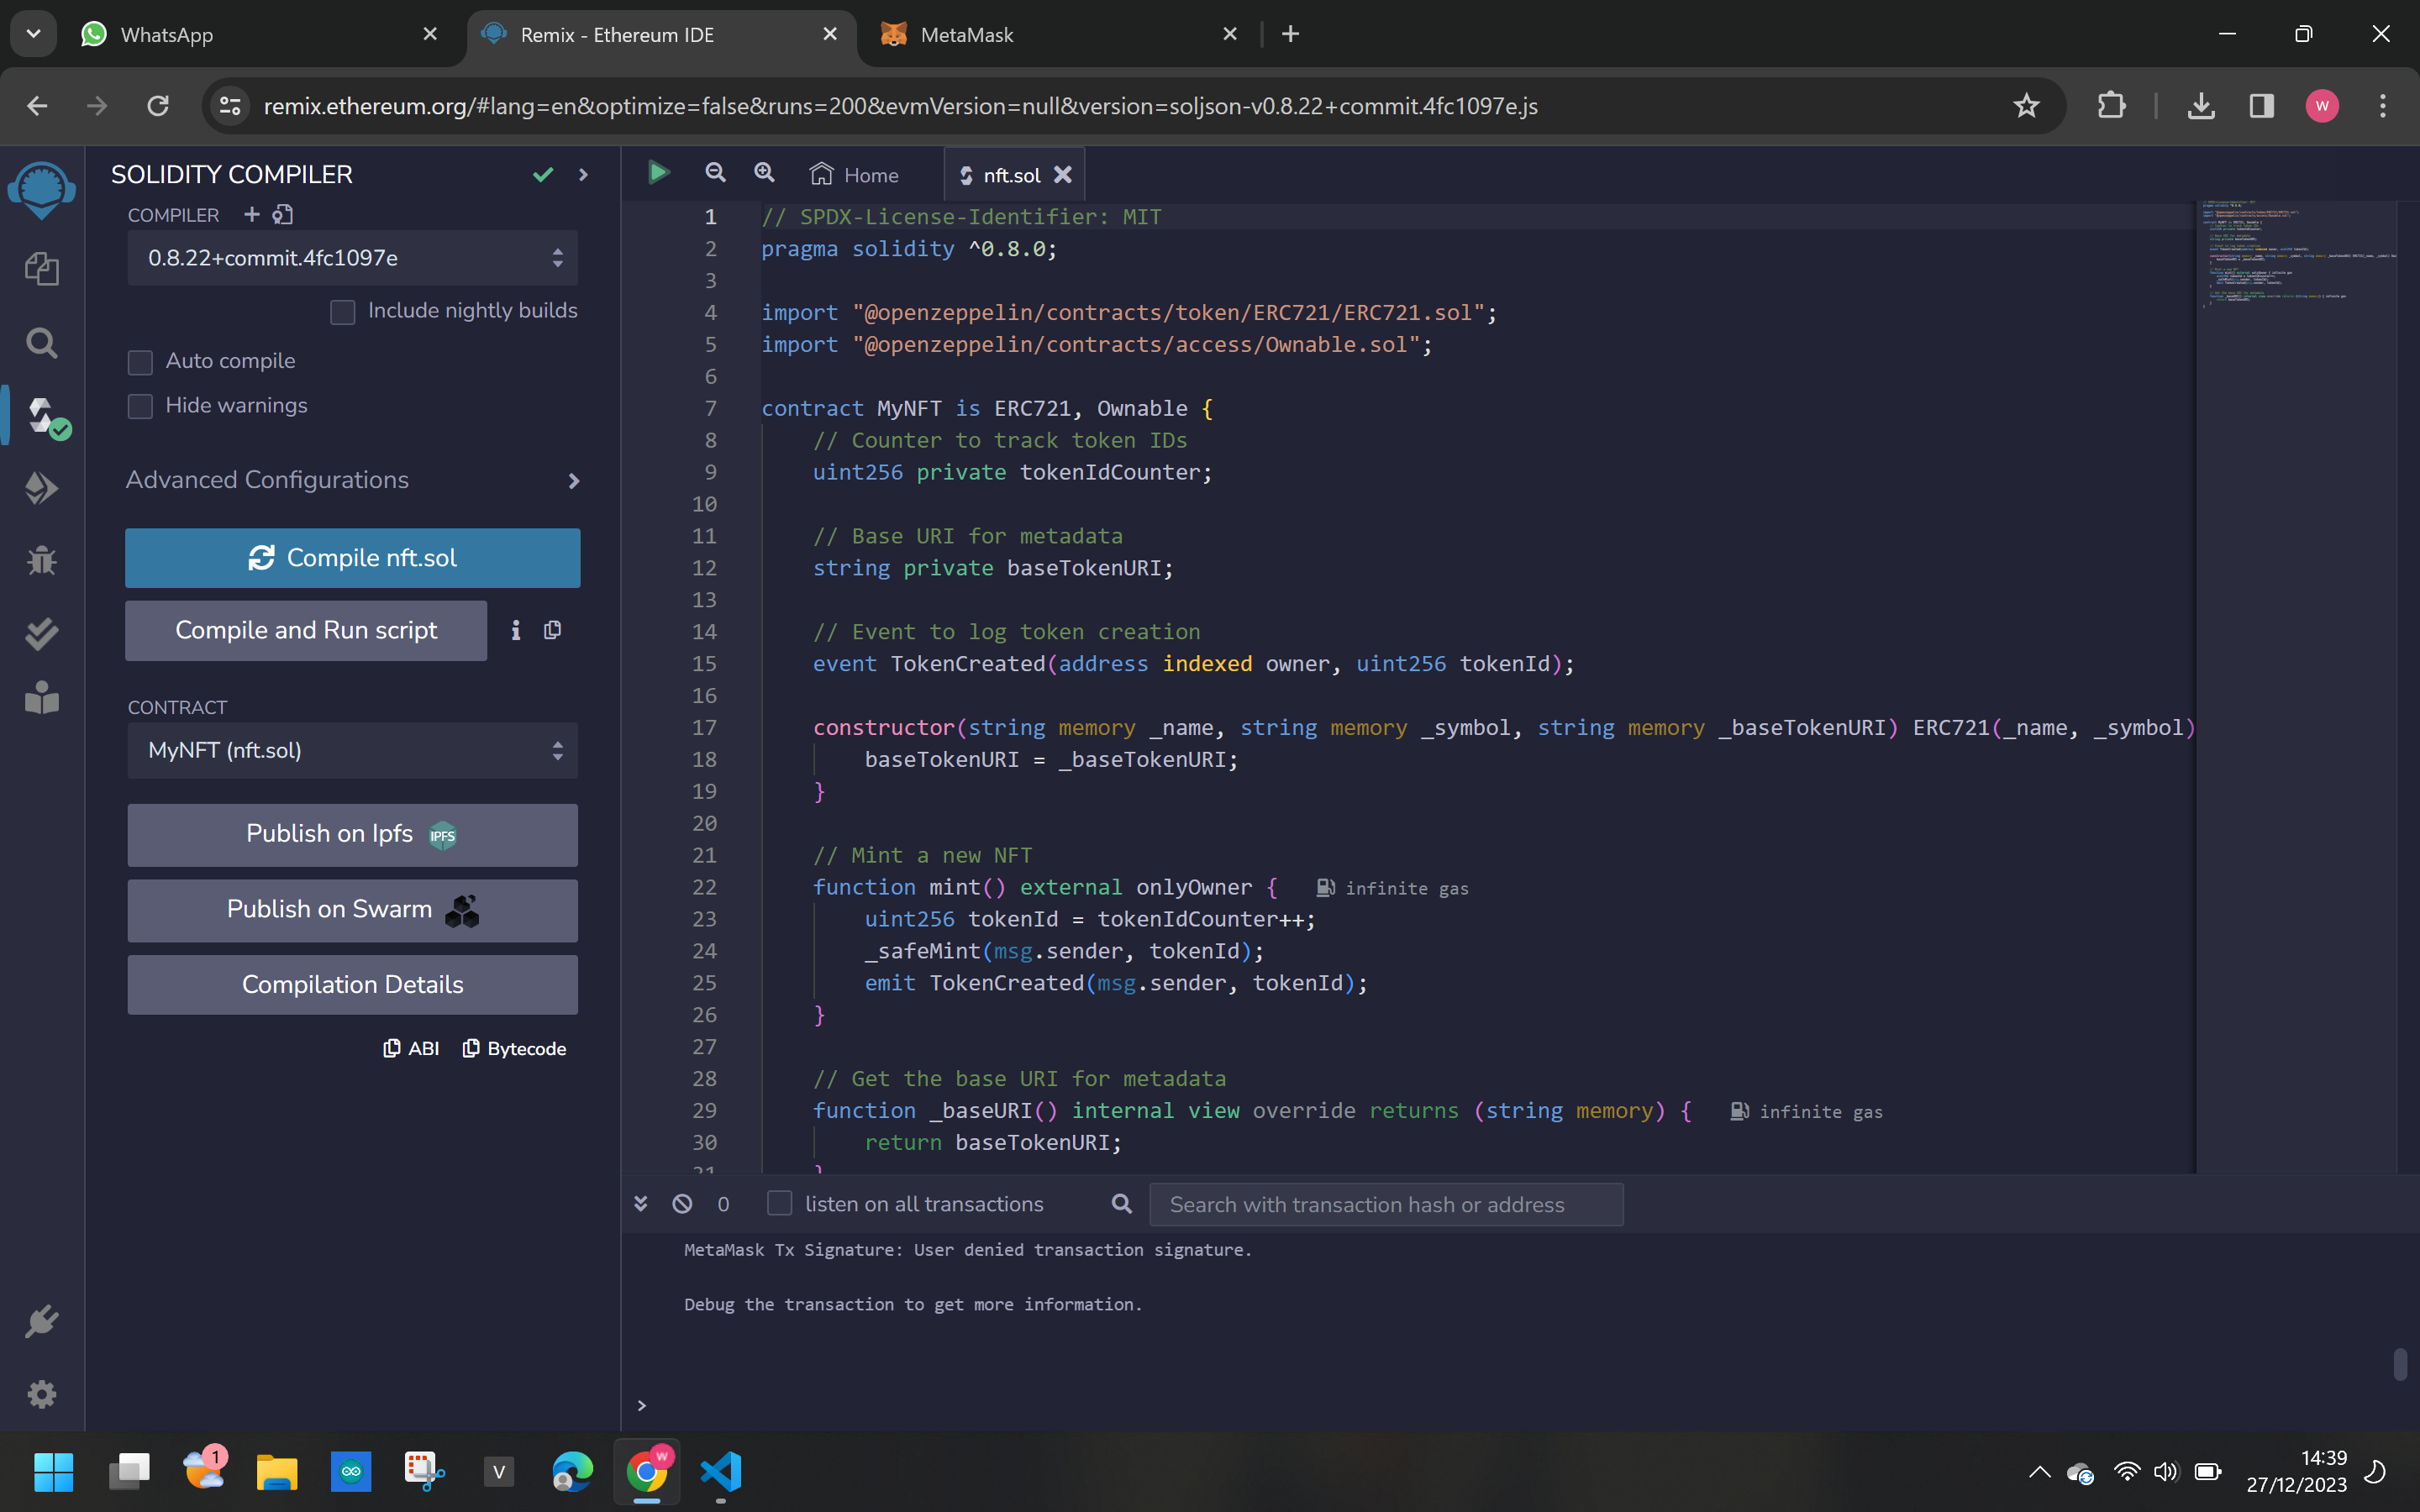 WhatsApp
Remix - Ethereum IDE
MetaMask
remix.ethereum.org/#lang=en&optimize=false&runs=200&evmVersion=null&version=soljson-v0.8.22+commit.4fc1097e.js
W
SOLIDITY COMPILER
COMPILER
0.8.22+commit.4fc1097e
Include nightly builds
Auto compile
Hide warnings
Advanced Configurations
Compile nft.sol
Compile and Run script
CONTRACT
MyNFT (nft.sol)
Publish on Ipfs IPFS
Publish on Swarm
Compilation Details
ABI Bytecode
Home
nft.sol
1 // SPDX-License-Identifier: MIT
2 pragma solidity ^0.8.0;
3
4 import "@openzeppelin/contracts/token/ERC721/ERC721.sol";
5 import "@openzeppelin/contracts/access/Ownable.sol";
6
7 contract MyNFT is ERC721, Ownable {
8 // Counter to track token IDs
9 uint256 private tokenIdCounter;
10
11 // Base URI for metadata
12 string private baseTokenURI;
13
14 // Event to log token creation
15 event TokenCreated(address indexed owner, uint256 tokenId);
16
17 constructor(string memory _name, string memory _symbol, string memory _baseTokenURI) ERC721(_name, _symbol)
18 baseTokenURI = _baseTokenURI;
19 }
20
21 // Mint a new NFT
22 function mint() external onlyOwner { infinite gas
23 uint256 tokenId = tokenIdCounter++;
24 _safeMint(msg.sender, tokenId);
25 emit TokenCreated(msg.sender, tokenId);
26 }
27
28 // Get the base URI for metadata
29 function _baseURI() internal view override returns (string memory) { infinite gas
30 return baseTokenURI;
31 }
0 listen on all transactions Search with transaction hash or address
MetaMask Tx Signature: User denied transaction signature.
Debug the transaction to get more information.
>
1
V
W
14:39
27/12/2023